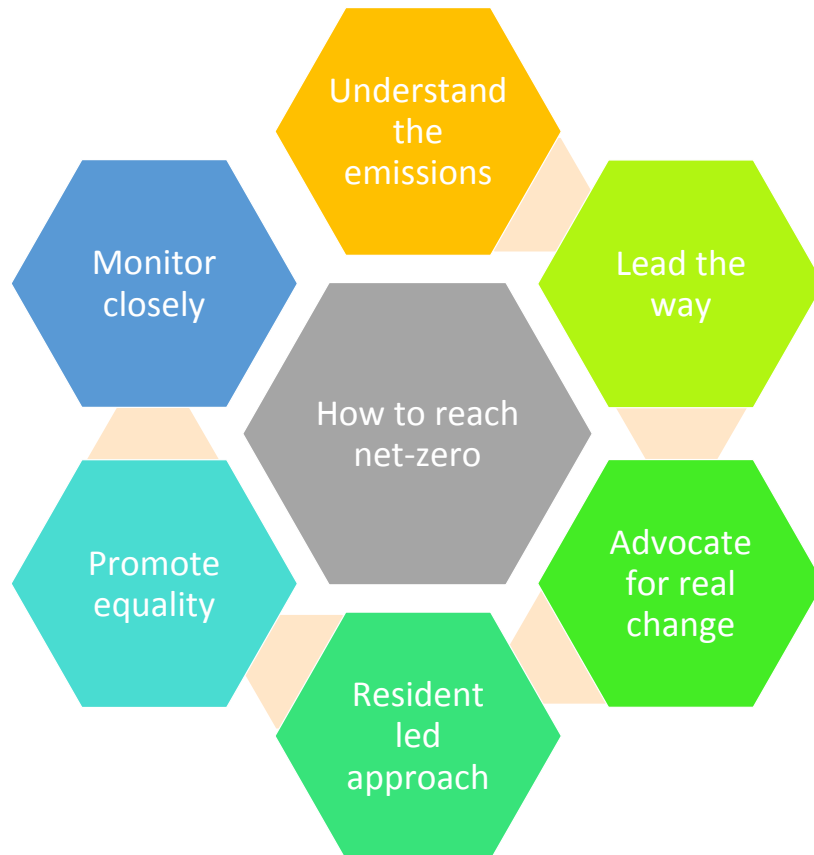 Understand
the
emissions
Lead the
way
Advocate
for real
change
Resident
led
approach
Promote
equality
Monitor
closely
How to reach
net-zero